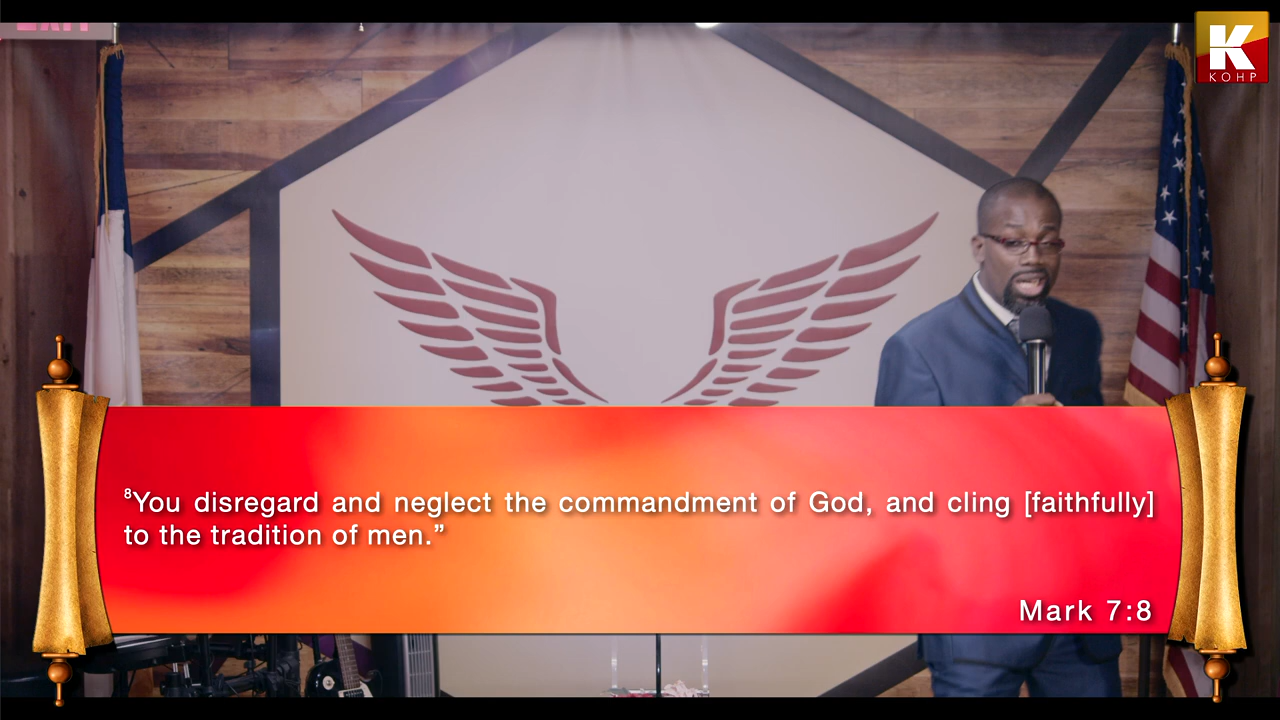 EXIT
K
KOHP
⁸You disregard and neglect the commandment of God, and cling [faithfully]
to the tradition of men.”
Mark 7:8